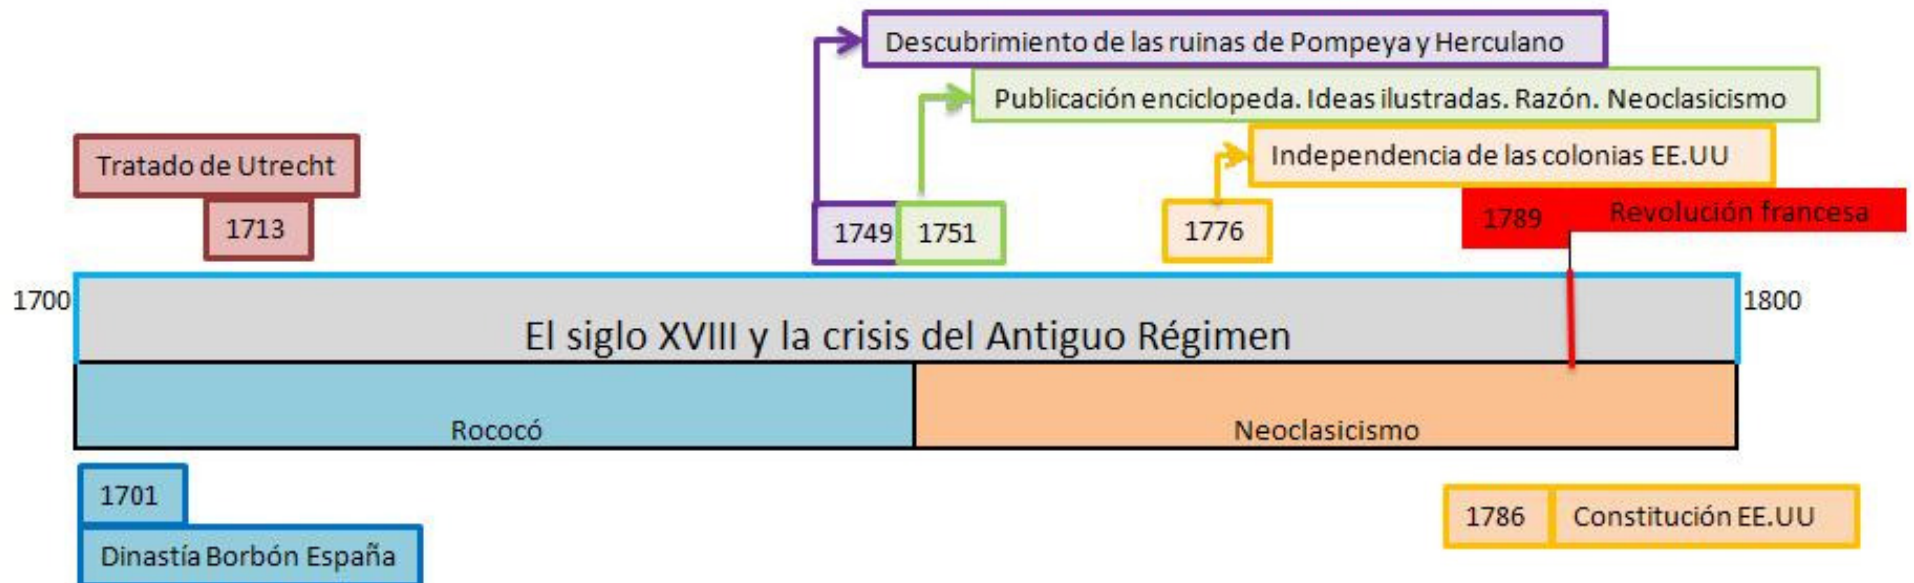 Descubrimiento de las ruinas de Pompeya y Herculano
Publicación enciclopeda. Ideas ilustradas. Razón. Neoclasicismo
Independencia de las colonias EE.UU
Tratado de Utrecht
1713
1749
1751
1776
1789
Revolución francesa
1700
1800
El siglo XVIII y la crisis del Antiguo Régimen
Rococó
Neoclasicismo
1701
Dinastía Borbón España
1786
Constitución EE.UU